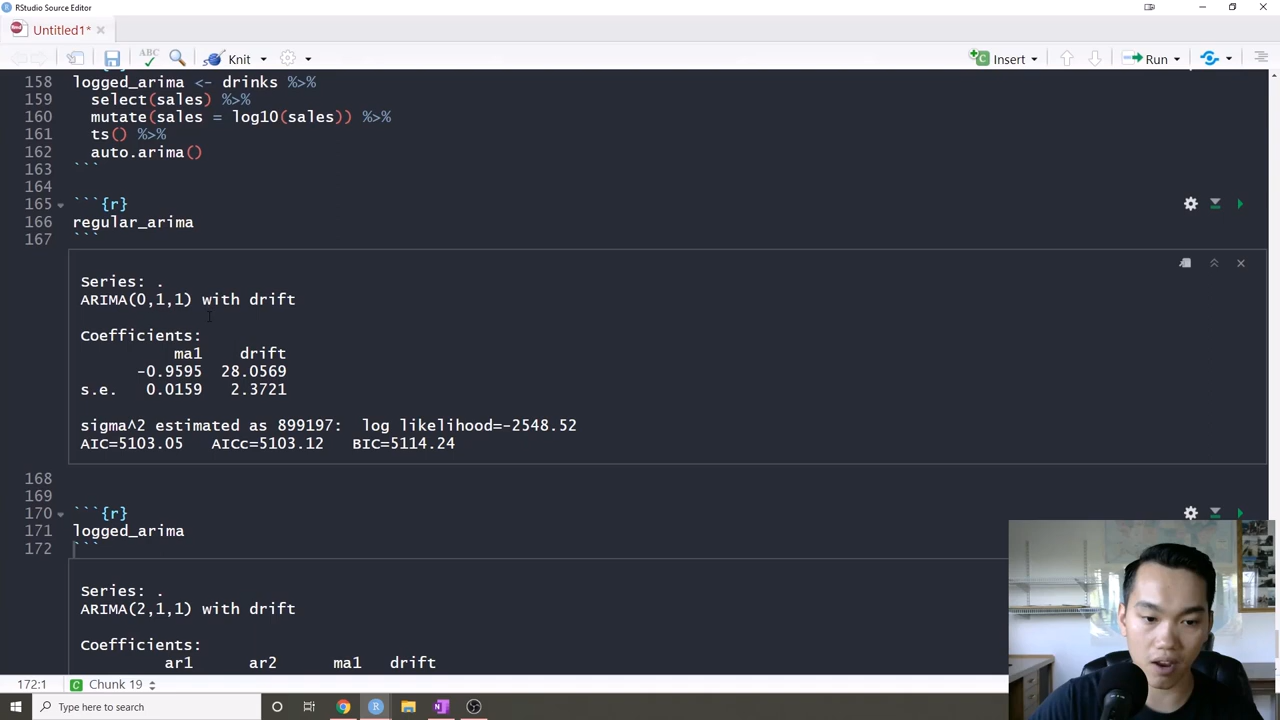 RStudio Source Editor
Untitled1*
ABC
Knit
Insert
Run
158 logged_arima <- drinks %>%
159 select(sales) %>%
160 mutate(sales = log10(sales)) %>%
161 ts() %>%
162 auto.arima()
163 ```
164
165 ```{r}
166 regular_arima
167 ```
Series: .
ARIMA(0,1,1) with drift
Coefficients:
ma1 drift
-0.9595 28.0569
s.e. 0.0159 2.3721
sigma^2 estimated as 899197: log likelihood=-2548.52
AIC=5103.05 AICc=5103.12 BIC=5114.24
168
169
170 ```{r}
171 logged_arima
172 ```
Series: .
ARIMA(2,1,1) with drift
Coefficients:
ar1 ar2 ma1 drift
172:1 C Chunk 19
Type here to search